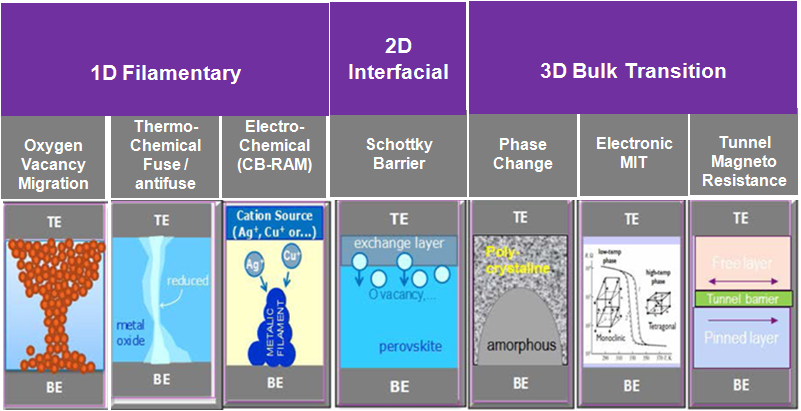 1D Filamentary
2D
Interfacial
3D Bulk Transition
Oxygen
Vacancy
Migration
Thermo-
Chemical
Fuse /
antifuse
Electro-
Chemical
(CB-RAM)
Schottky
Barrier
Phase
Change
Electronic
MIT
Tunnel
Magneto
Resistance
TE
BE
TE
reduced
metal
oxide
BE
Cation Source
(Ag⁺, Cu⁺ or...)
Ag⁺
Cu⁺
METALIC
FILAMENT
BE
TE
exchange layer
O vacancy,...
perovskite
BE
TE
Poly
crystaline
amorphous
BE
TE
low-temp
phase
high-temp
phase
Monoclinic
Tetragonal
BE
TE
Free layer
Tunnel barrier
Pinned layer
BE